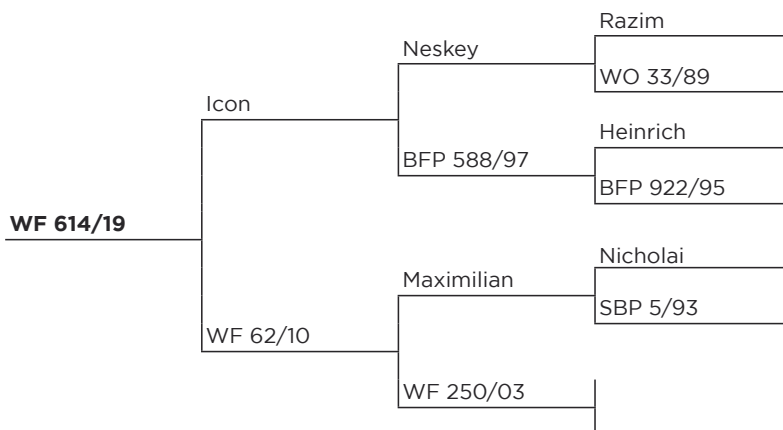 Razim
Neskey
WO 33/89
Icon
Heinrich
BFP 588/97
BFP 922/95
WF 614/19
Nicholai
Maximilian
SBP 5/93
WF 62/10
WF 250/03